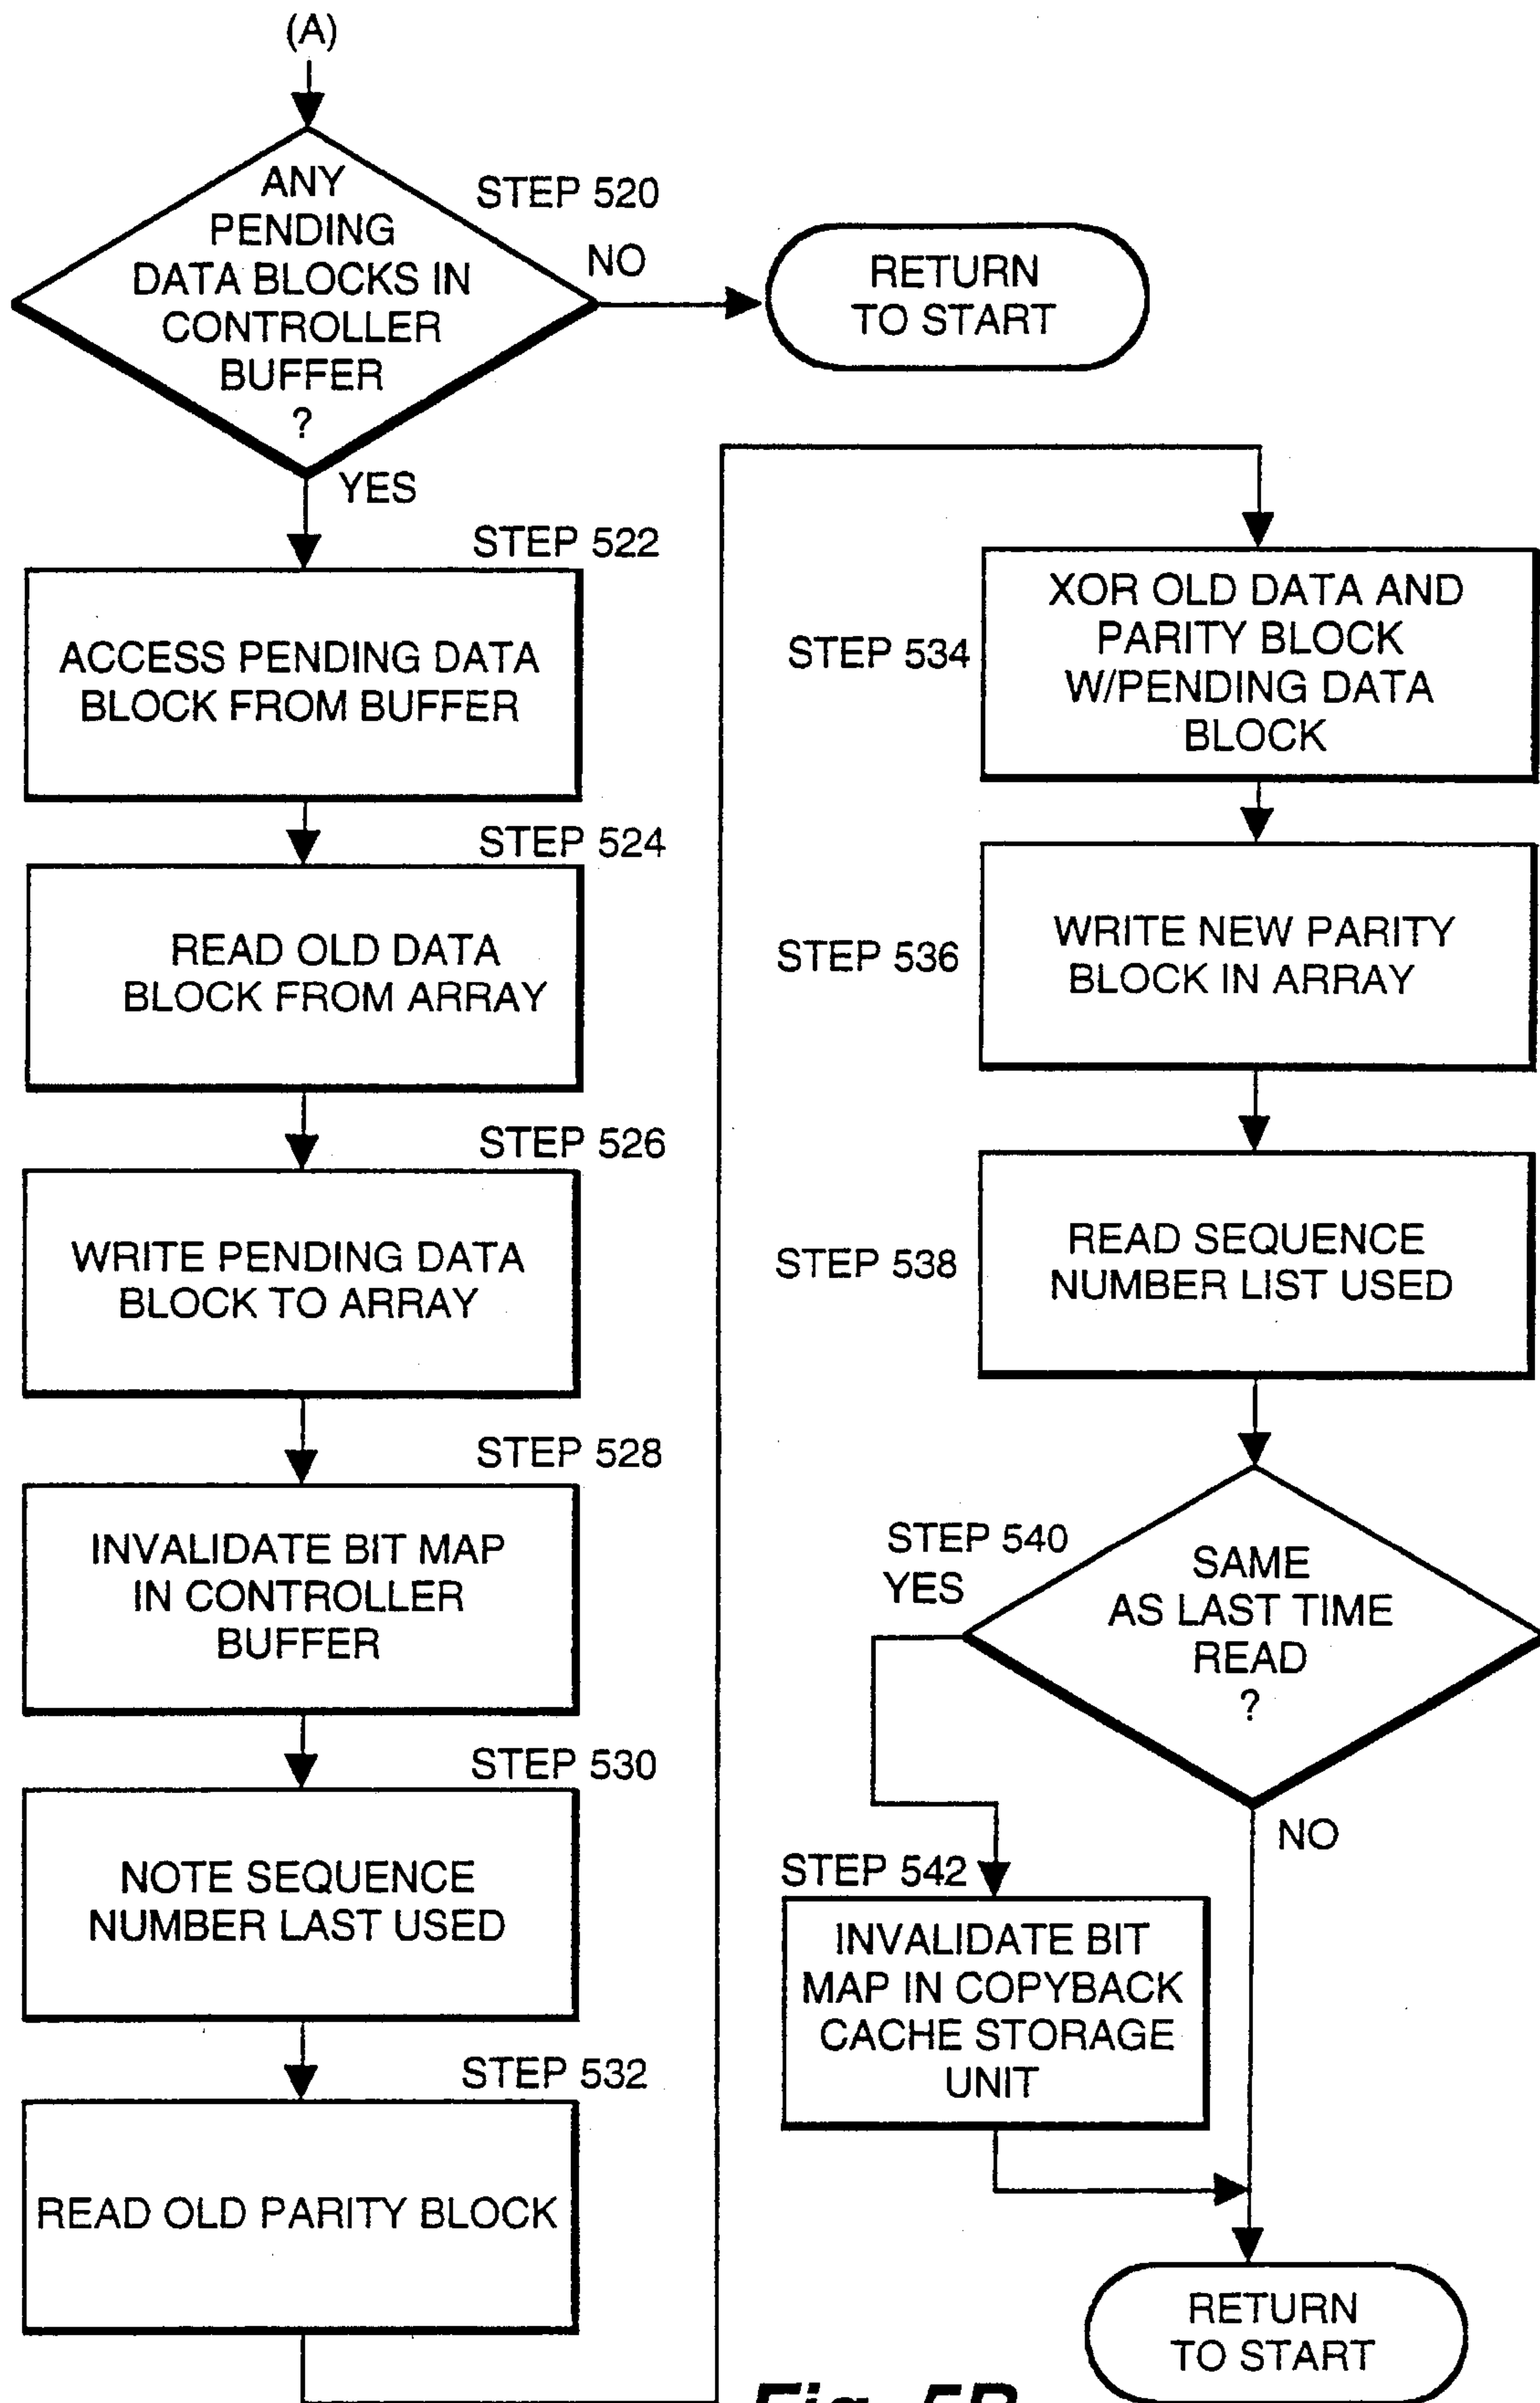 (A)
ANY
PENDING
DATA BLOCKS IN
CONTROLLER
BUFFER
?
STEP 520
NO
RETURN
TO START
YES
STEP 522
ACCESS PENDING DATA
BLOCK FROM BUFFER
STEP 524
READ OLD DATA
BLOCK FROM ARRAY
STEP 526
WRITE PENDING DATA
BLOCK TO ARRAY
STEP 528
INVALIDATE BIT MAP
IN CONTROLLER
BUFFER
STEP 530
NOTE SEQUENCE
NUMBER LAST USED
STEP 532
READ OLD PARITY BLOCK
STEP 534
XOR OLD DATA AND
PARITY BLOCK
W/PENDING DATA
BLOCK
STEP 536
WRITE NEW PARITY
BLOCK IN ARRAY
STEP 538
READ SEQUENCE
NUMBER LIST USED
STEP 540
YES
SAME
AS LAST TIME
READ
?
NO
STEP 542
INVALIDATE BIT
MAP IN COPYBACK
CACHE STORAGE
UNIT
RETURN
TO START
Fig. 5B